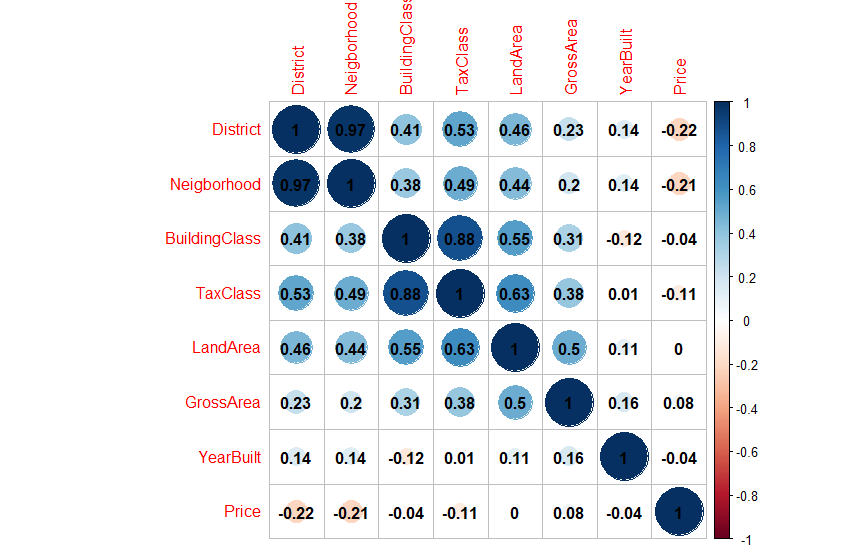 District Neigborhood BuildingClass TaxClass LandArea GrossArea YearBuilt Price
District 1 0.97 0.41 0.53 0.46 0.23 0.14 -0.22
Neigborhood 0.97 1 0.38 0.49 0.44 0.2 0.14 -0.21
BuildingClass 0.41 0.38 1 0.88 0.55 0.31 -0.12 -0.04
TaxClass 0.53 0.49 0.88 1 0.63 0.38 0.01 -0.11
LandArea 0.46 0.44 0.55 0.63 1 0.5 0.11 0
GrossArea 0.23 0.2 0.31 0.38 0.5 1 0.16 0.08
YearBuilt 0.14 0.14 -0.12 0.01 0.11 0.16 1 -0.04
Price -0.22 -0.21 -0.04 -0.11 0 0.08 -0.04 1
1
0.8
0.6
0.4
0.2
0
-0.2
-0.4
-0.6
-0.8
-1